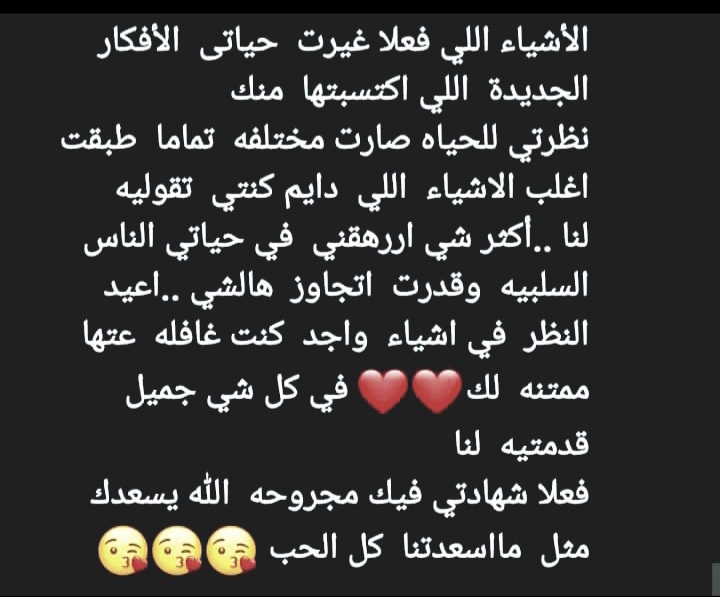 الأشياء اللي فعلا غيرت حياتى الأفكار
الجديدة اللي اكتسبتها منك
نظرتي للحياه صارت مختلفه تماما طبقت
اغلب الاشياء اللي دايم كنتي تقوليه
لنا ..أكثر شي اررهقني في حياتي الناس
السلبيه وقدرت اتجاوز هالشي ..اعيد
النظر في اشياء واجد كنت غافله عتها
ممتنه لك❤️❤️ في كل شي جميل
قدمتيه لنا
فعلا شهادتي فيك مجروحه الله يسعدك
مثل مااسعدتنا كل الحب 😘😘😘